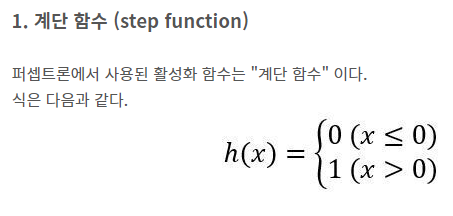 1. 계단 함수 (step function)
퍼셉트론에서 사용된 활성화 함수는 "계단 함수" 이다.
식은 다음과 같다.
h(x) = {0 (x ≤ 0)
1 (x > 0)